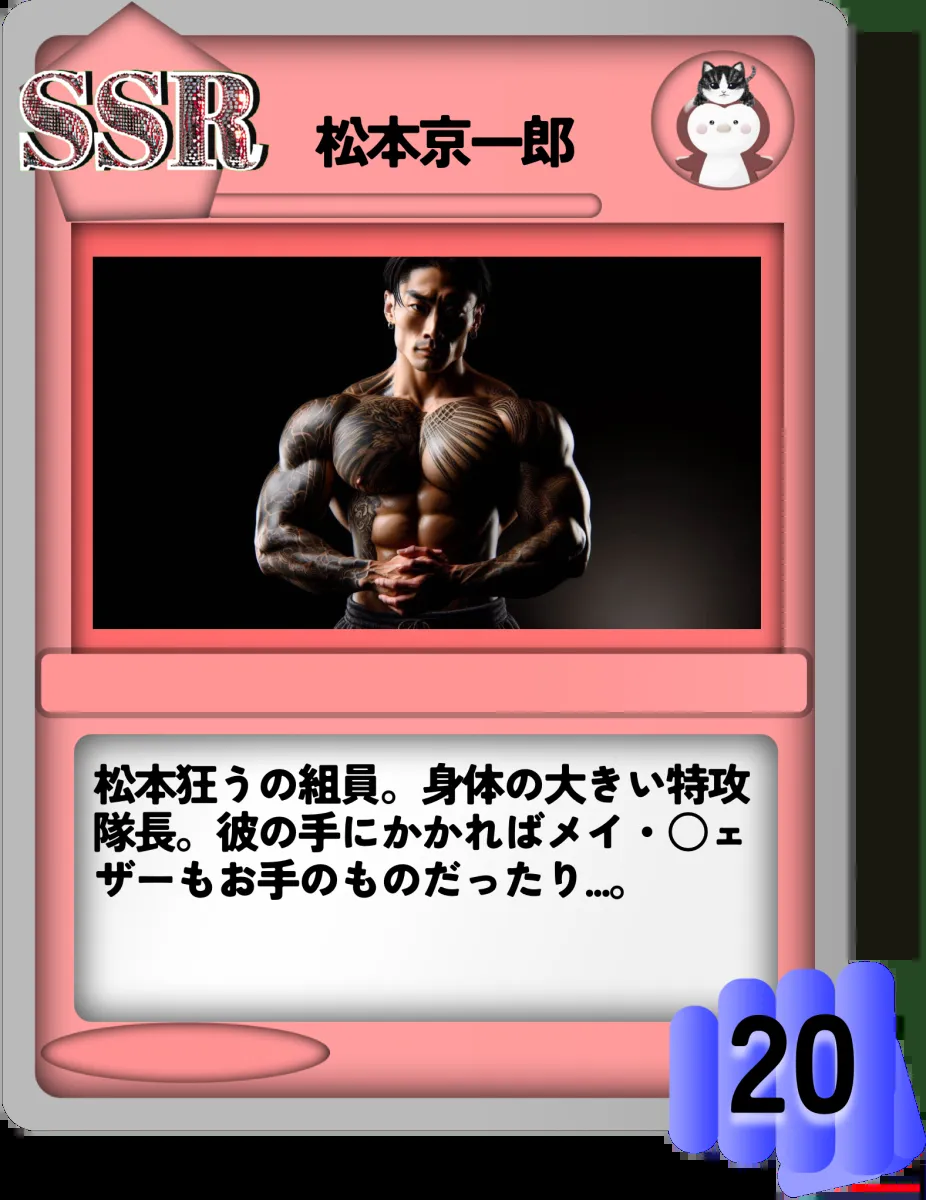 SSR
松本京一郎
松本狂うの組員。身体の大きい特攻
隊長。彼の手にかかればメイ・◯ェ
ザーもお手のものだったり...。
20